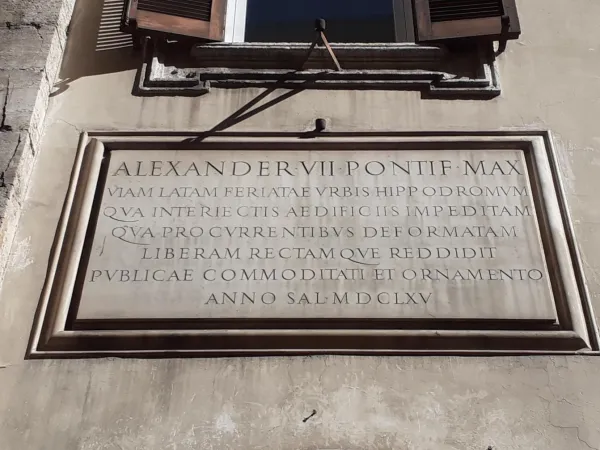 ALEXANDER·VII·PONTIF·MAX
VIAM LATAM FERIATAE VRBIS HIPPODROMVM
QVA INTERIECTIS AEDIFICIIS IMPEDITAM
QVA PROCVRRENTIBVS DEFORMATAM
LIBERAM RECTAMQVE REDDIDIT
PVBLICAE COMMODITATI ET ORNAMENTO
ANNO SAL·MDCLXV